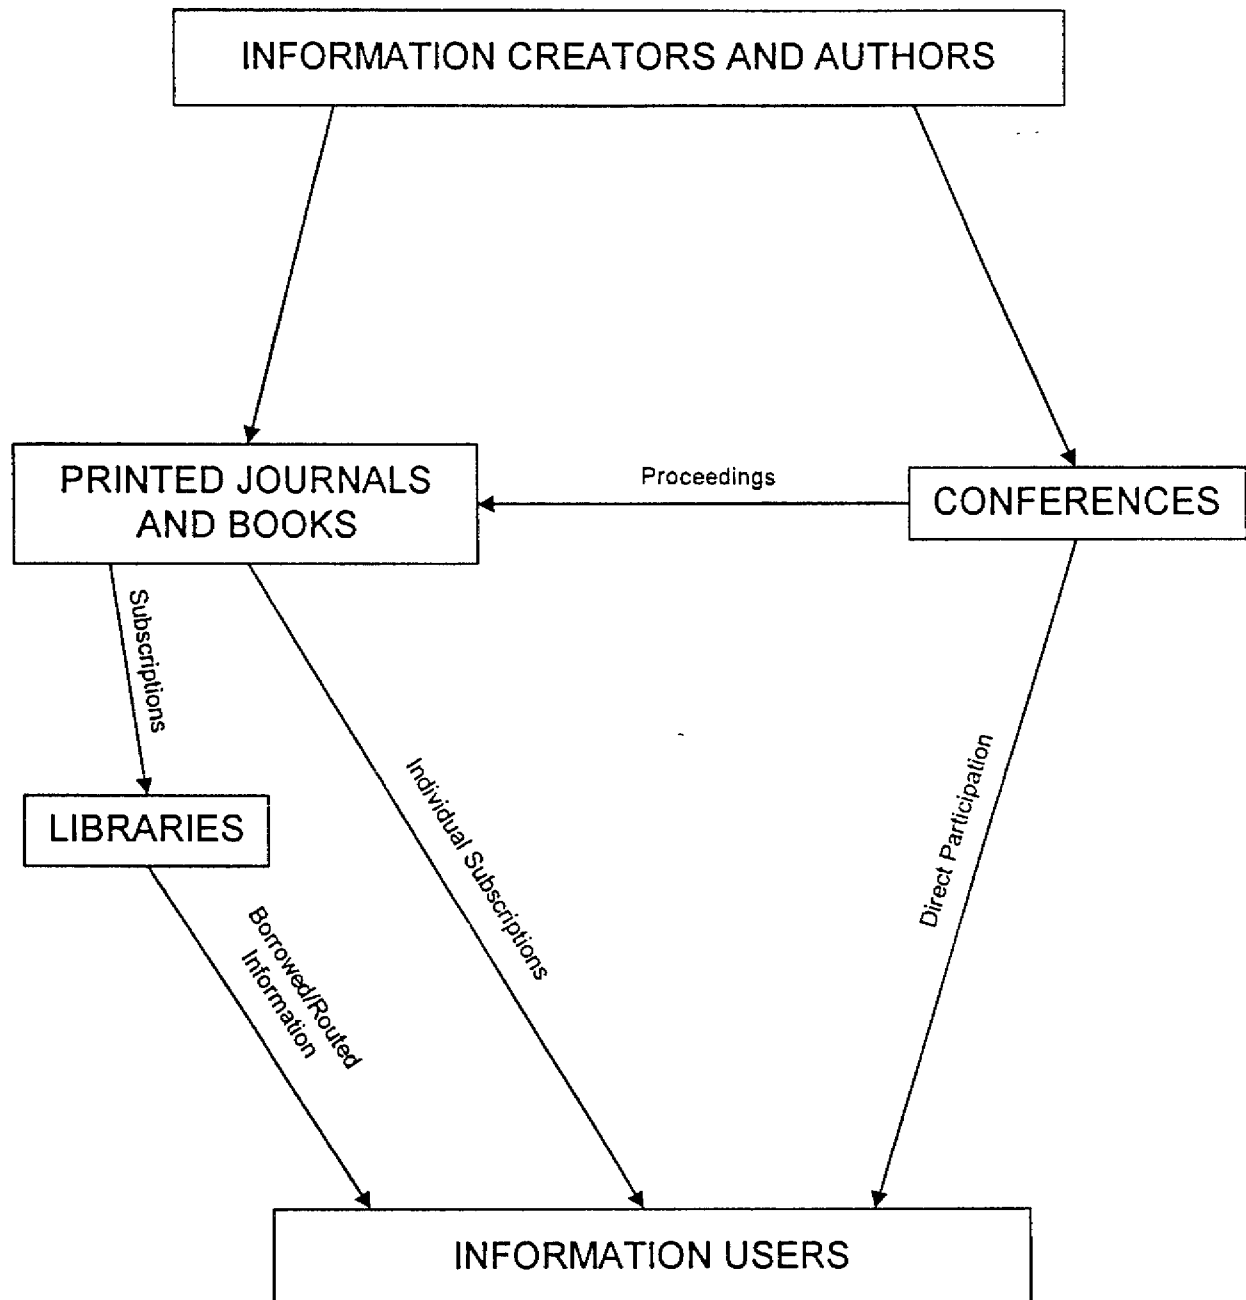 INFORMATION CREATORS AND AUTHORS
PRINTED JOURNALS
AND BOOKS
Proceedings
CONFERENCES
Subscriptions
LIBRARIES
Individual Subscriptions
Direct Participation
Borrowed/Routed
Information
INFORMATION USERS